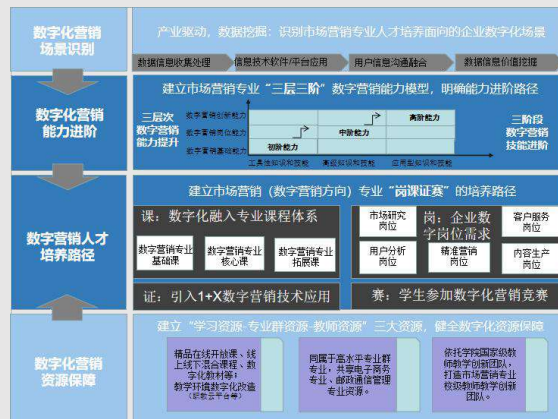 数字化营销
场景识别
产业驱动，数据挖掘：识别市场营销专业人才培养面向的企业数字化场景
数据信息收集处理
信息技术软件/平台应用
用户信息沟通融合
数据信息价值挖掘
数字化营销
能力进阶
建立市场营销专业“三层三阶”数字营销能力模型，明确能力进阶路径
三层次
数字营销
能力提升
数字营销创新能力
数字营销岗位能力
数字营销基础能力
初阶能力
中阶能力
高阶能力
工具性知识和技能
高级知识和技能
应用型知识和技能
三阶段
数字营销
技能进阶
数字营销人才
培养路径
建立市场营销（数字营销方向）专业“岗课证赛”的培养路径
课：数字化融入专业课程体系
数字营销专业
基础课
数字营销专业
核心课
数字营销专业
拓展课
市场研究
岗位
岗：企业数
字岗位需求
客户服务
岗位
用户分析
岗位
精准营销
岗位
内容生产
岗位
证：引入1+X数字营销技术应用
赛：学生参加数字化营销竞赛
数字化营销
资源保障
建立“学习资源-专业群资源-教师资源”三大资源，健全数字化资源保障
精品在线开放课、线
上线下混合课程、数
字化教材等；
教学环境数字化改造
（职教云平台等）
同属于高水平专业群
专业，共享电子商务
专业、邮政通信管理
专业资源。
依托学院国家级教
师教学创新团队，
打造市场营销专业
校级教师教学创新
团队。